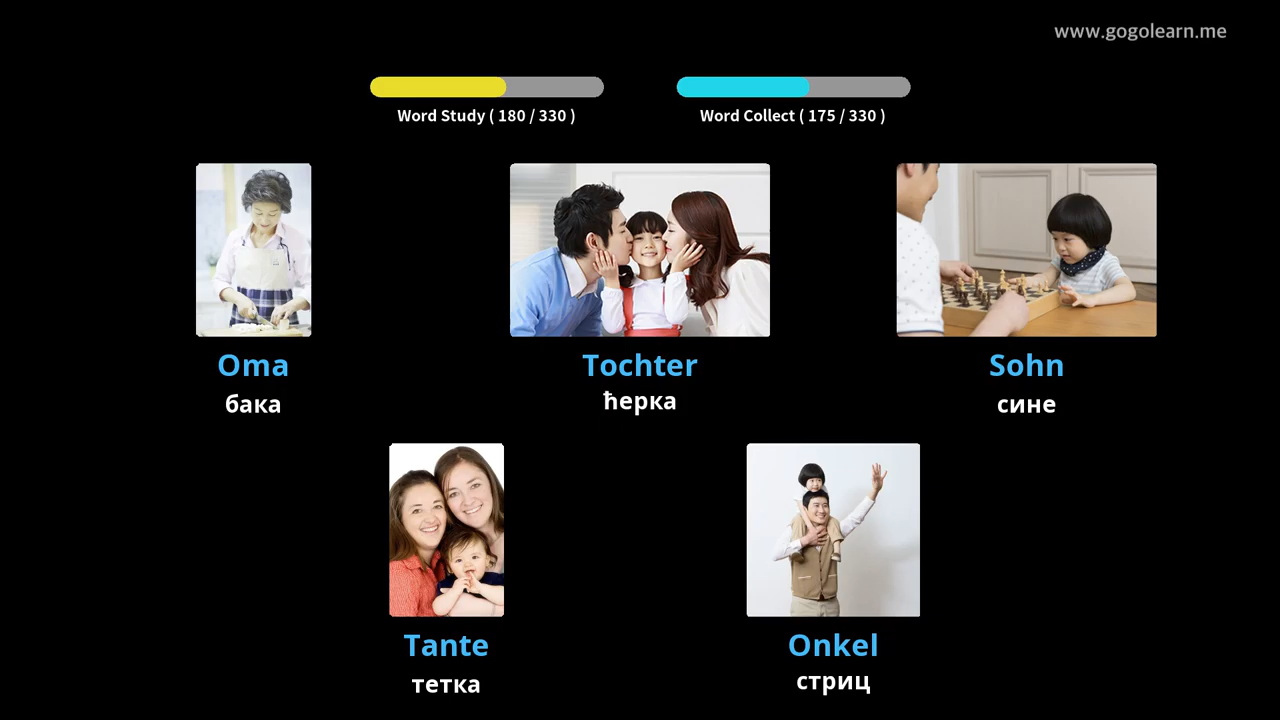 www.gogolearn.me
Word Study ( 180 / 330 )
Word Collect ( 175 / 330 )
Oma
бака
Tochter
ћерка
Sohn
сине
Tante
тетка
Onkel
стриц